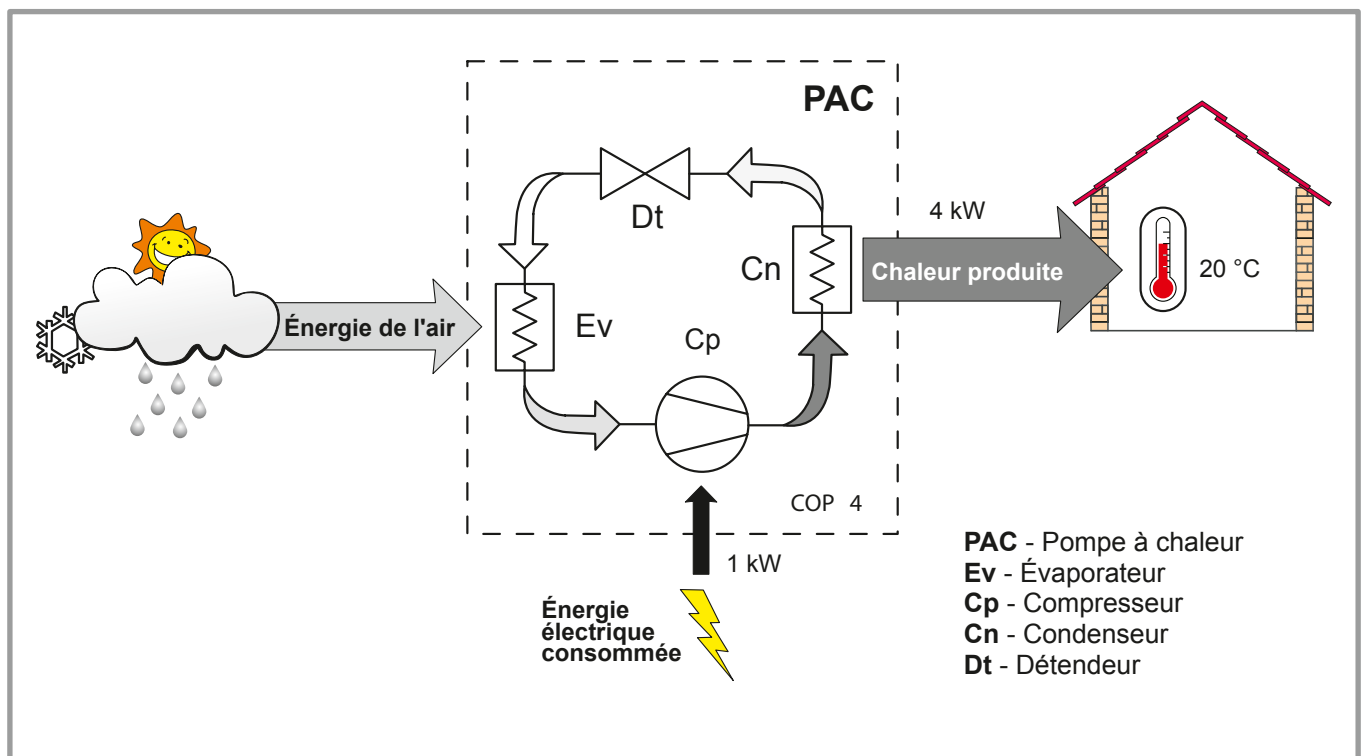 PAC
Dt
4 kW
Cn
Chaleur produite
20 °C
Énergie de l'air
Ev
Cp
COP 4
1 kW
Énergie
électrique
consommée
PAC - Pompe à chaleur
Ev - Évaporateur
Cp - Compresseur
Cn - Condenseur
Dt - Détendeur